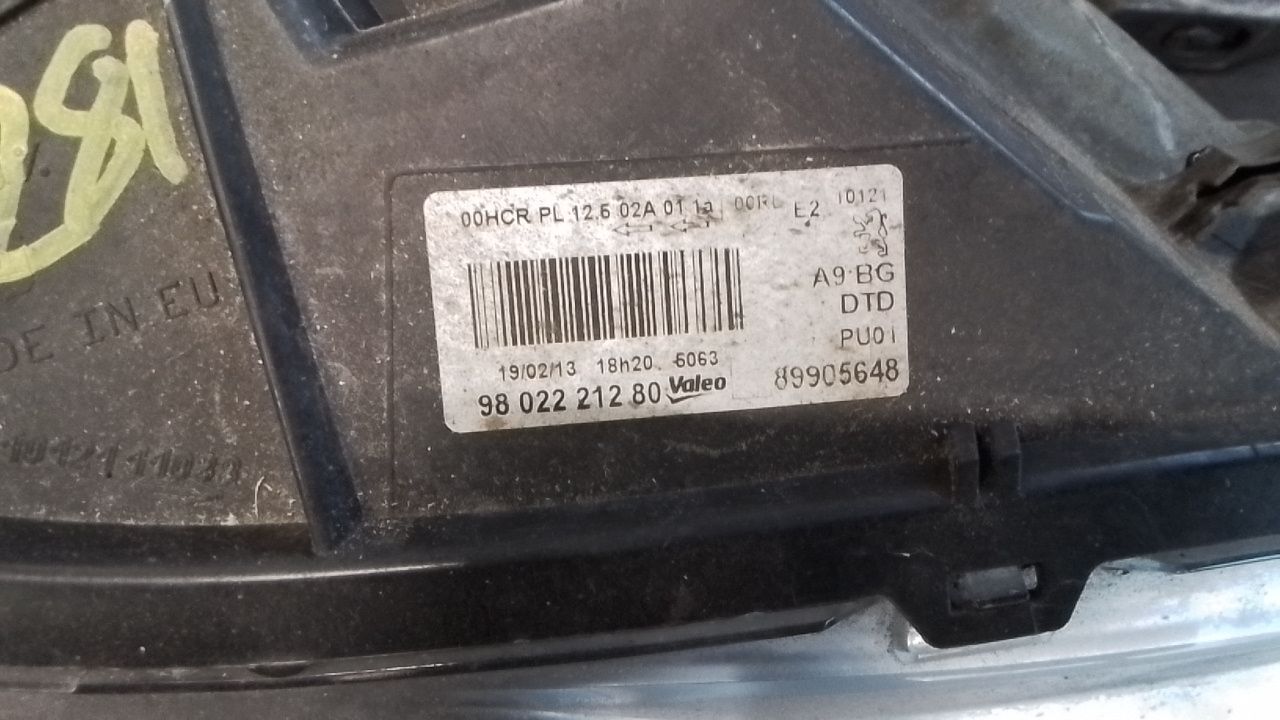 00HCR PL 12.5 02A 01 1a 00RL E2 10121
A9 BG
DTD
PU01
19/02/13 18h20 6063
98 022 212 80 Valeo 89905648
DE IN EU